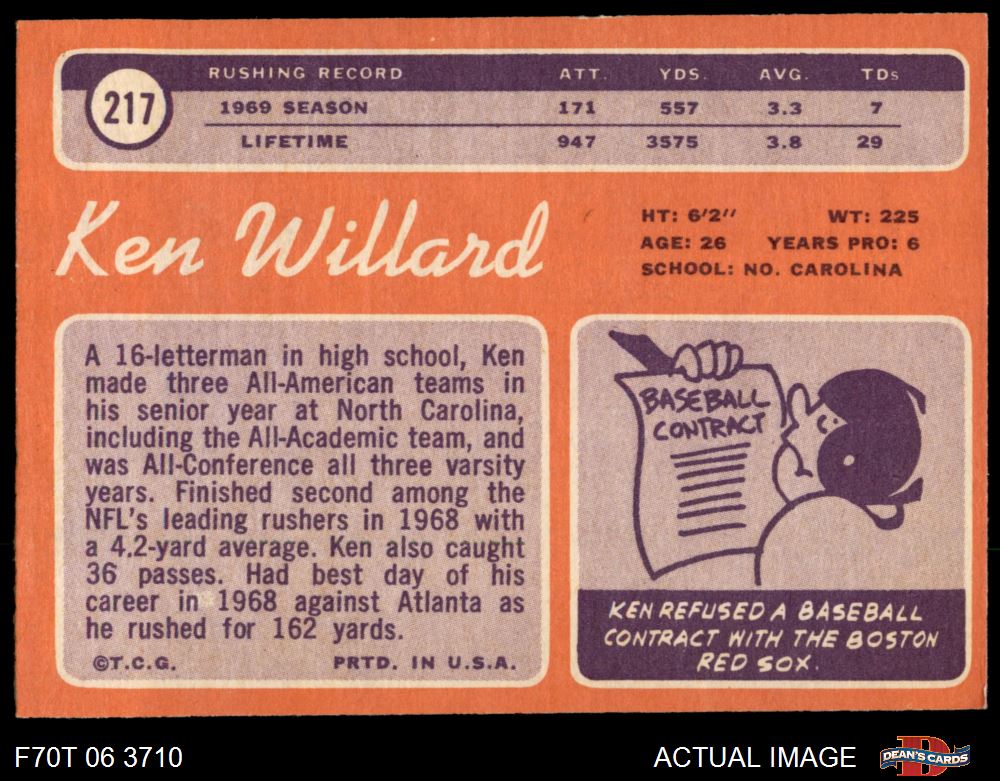 217
RUSHING RECORD ATT. YDS. AVG. TDs
1969 SEASON 171 557 3.3 7
LIFETIME 947 3575 3.8 29
Ken Willard
HT: 6'2" WT: 225
AGE: 26 YEARS PRO: 6
SCHOOL: NO. CAROLINA
A 16-letterman in high school, Ken
made three All-American teams in
his senior year at North Carolina,
including the All-Academic team, and
was All-Conference all three varsity
years. Finished second among the
NFL's leading rushers in 1968 with
a 4.2-yard average. Ken also caught
36 passes. Had best day of his
career in 1968 against Atlanta as
he rushed for 162 yards.
©T.C.G. PRTD. IN U.S.A.
BASEBALL
CONTRACT
KEN REFUSED A BASEBALL
CONTRACT WITH THE BOSTON
RED SOX.
F70T 06 3710
ACTUAL IMAGE
D
DEAN'S CARDS